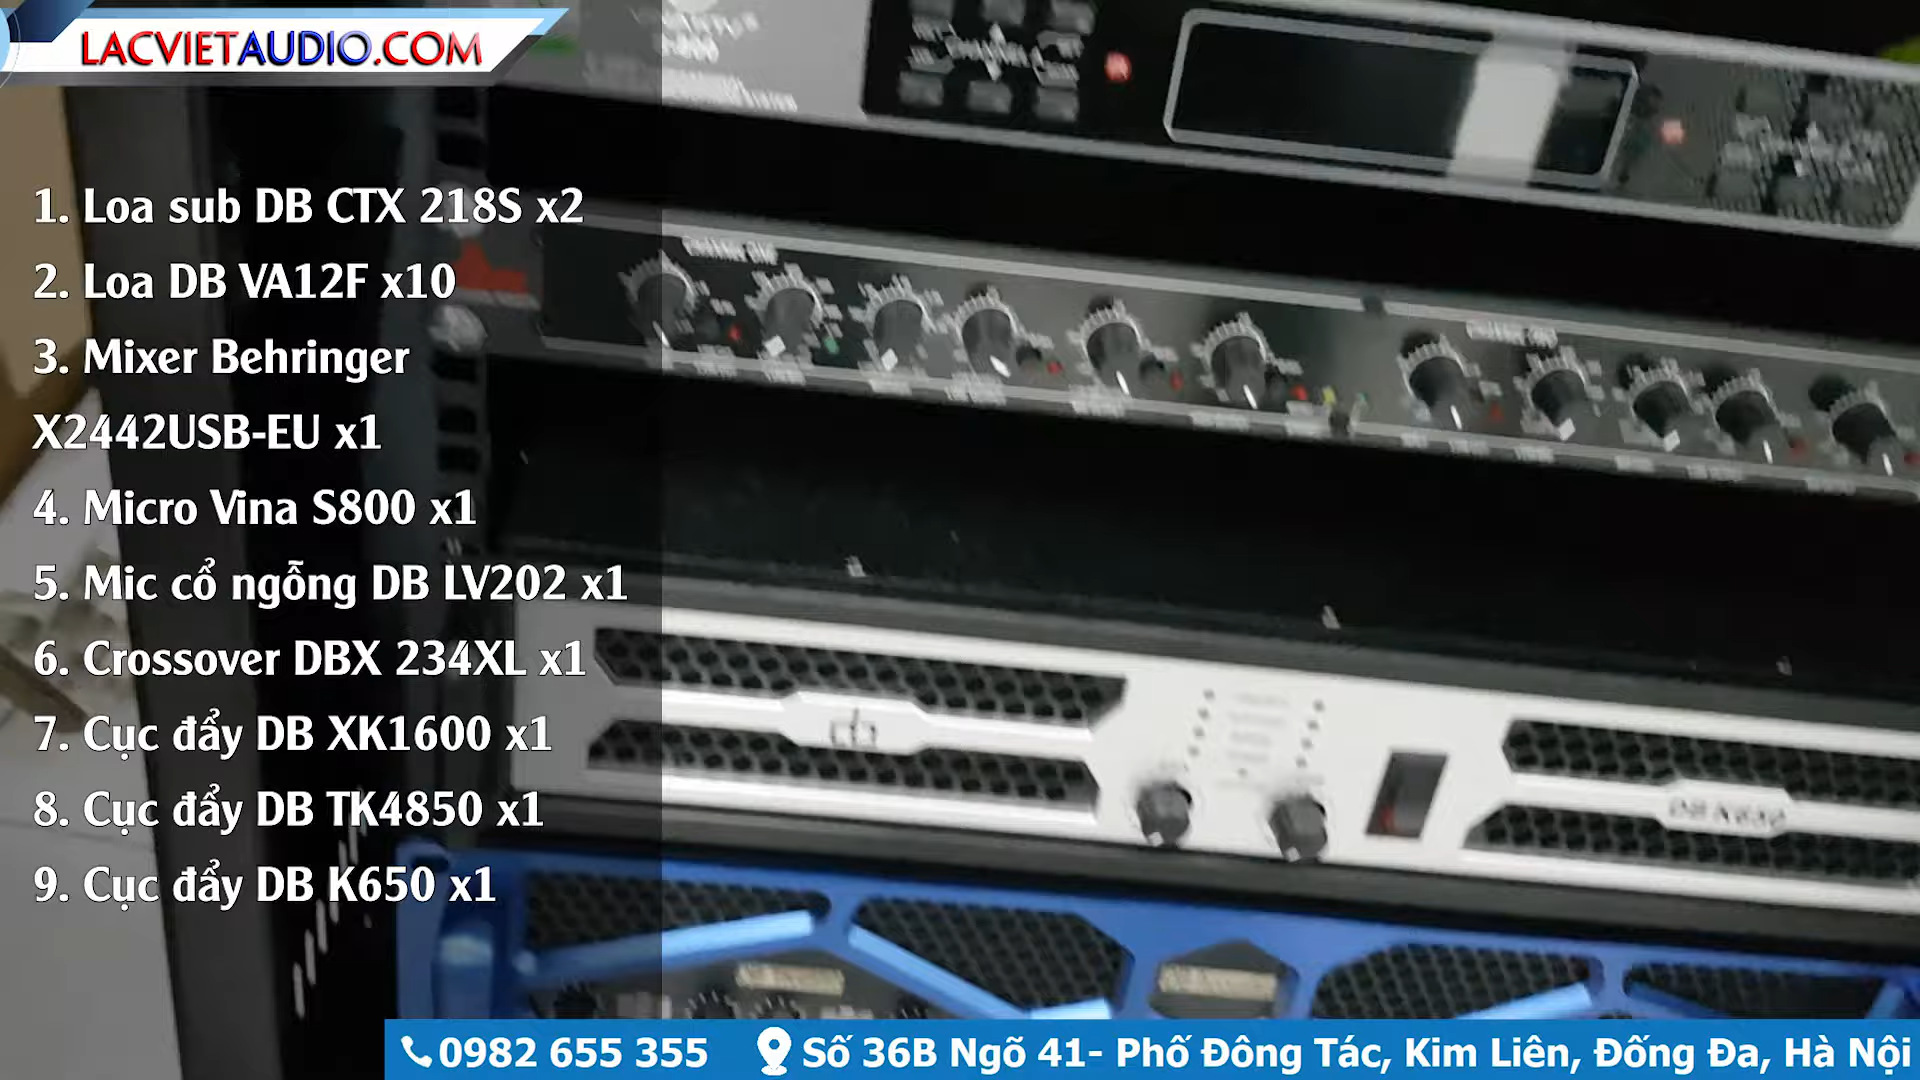 LACVIETAUDIO.COM
1. Loa sub DB CTX 218S x2
2. Loa DB VA12F x10
3. Mixer Behringer
X2442USB-EU x1
4. Micro Vina S800 x1
5. Mic cổ ngỗng DB LV202 x1
6. Crossover DBX 234XL x1
7. Cục đẩy DB XK1600 x1
8. Cục đẩy DB TK4850 x1
9. Cục đẩy DB K650 x1
0982 655 355 Số 36B Ngõ 41- Phố Đông Tác, Kim Liên, Đống Đa, Hà Nội